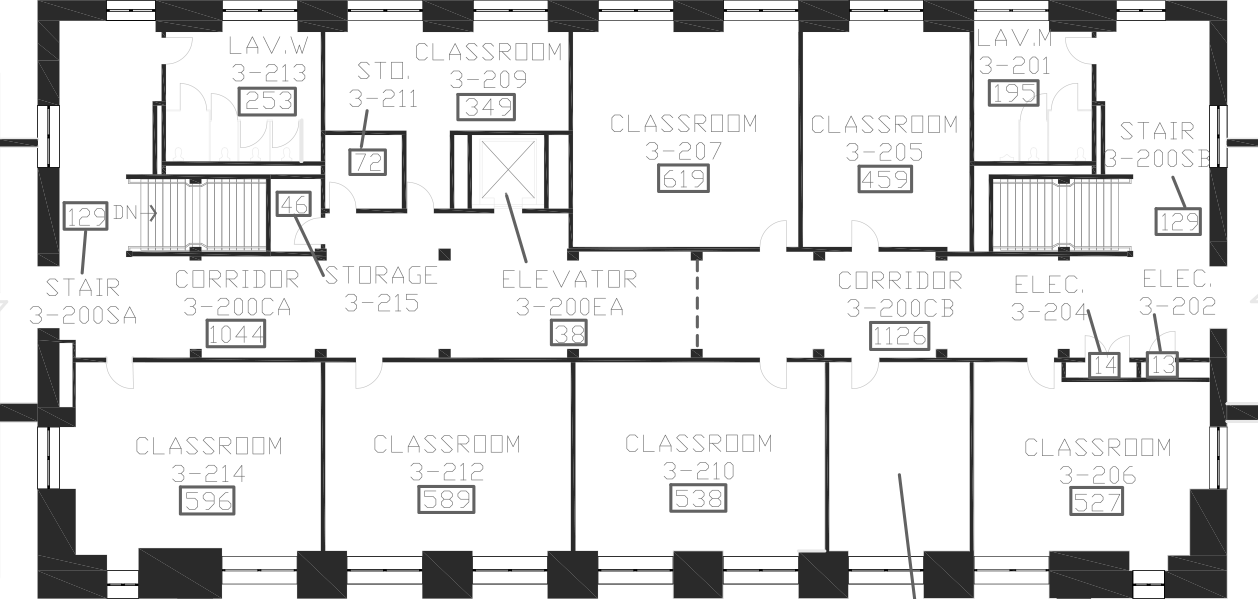 LAV.W
3-213
253
STO.
3-211
72
CLASSROOM
3-209
349
CLASSROOM
3-207
619
CLASSROOM
3-205
459
LAV.M
3-201
195
STAIR
3-200SB
129
129
DN
46
STAIR
3-200SA
CORRIDOR
3-200CA
1044
STORAGE
3-215
ELEVATOR
3-200EA
38
CORRIDOR
3-200CB
1126
ELEC.
3-204
14
ELEC.
3-202
13
CLASSROOM
3-214
596
CLASSROOM
3-212
589
CLASSROOM
3-210
538
CLASSROOM
3-206
527